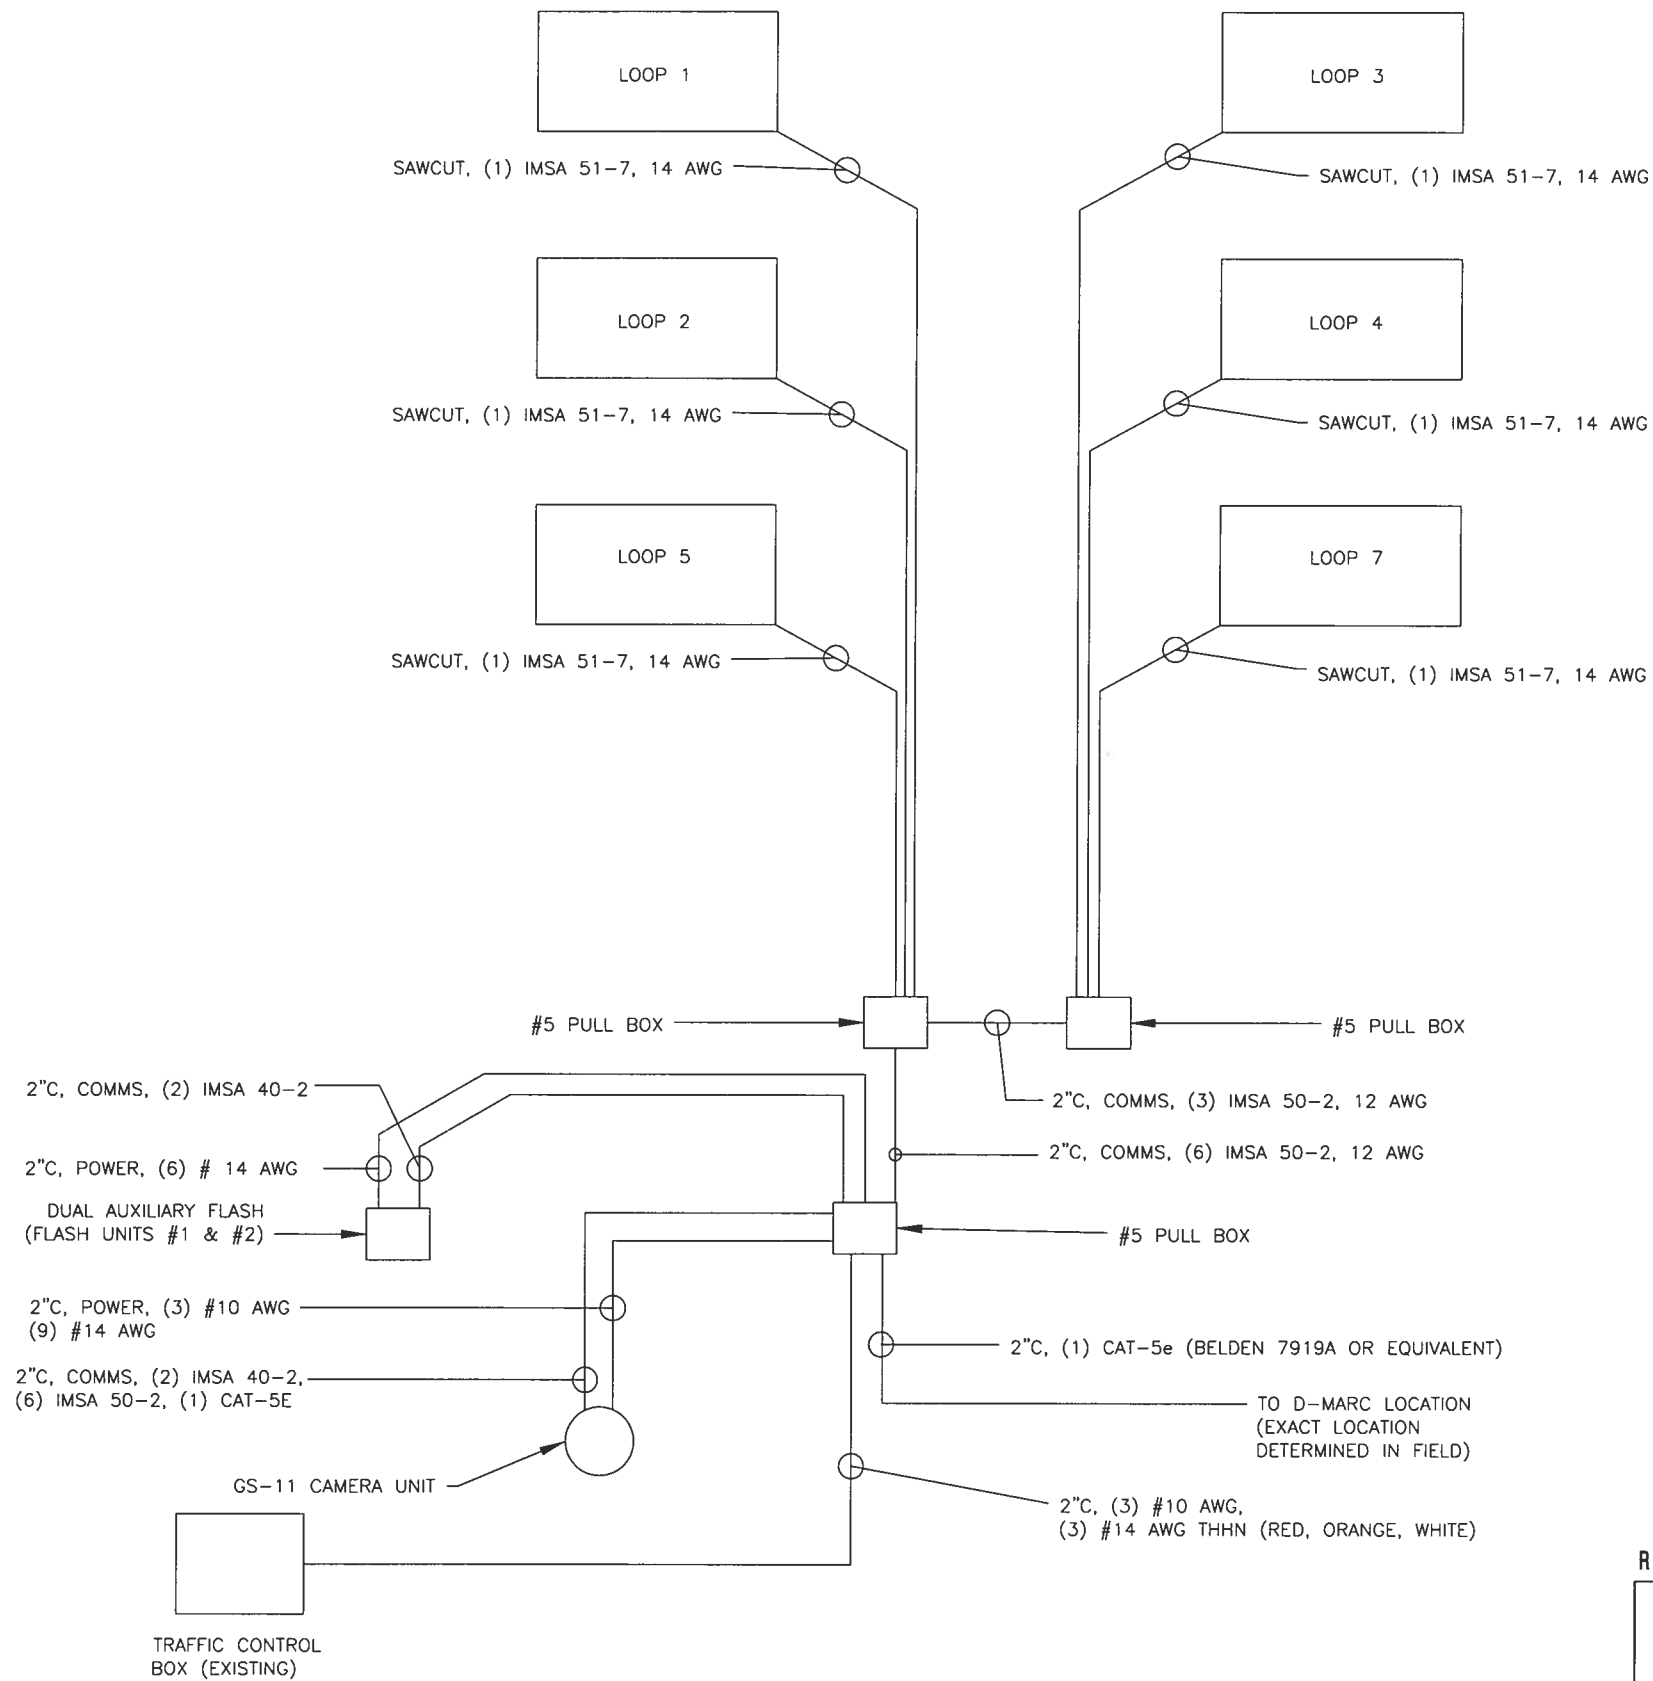 LOOP 1
LOOP 3
SAWCUT, (1) IMSA 51-7, 14 AWG
SAWCUT, (1) IMSA 51-7, 14 AWG
LOOP 2
LOOP 4
SAWCUT, (1) IMSA 51-7, 14 AWG
SAWCUT, (1) IMSA 51-7, 14 AWG
LOOP 5
LOOP 7
SAWCUT, (1) IMSA 51-7, 14 AWG
SAWCUT, (1) IMSA 51-7, 14 AWG
#5 PULL BOX
#5 PULL BOX
2"C, COMMS, (2) IMSA 40-2
2"C, COMMS, (3) IMSA 50-2, 12 AWG
2"C, POWER, (6) # 14 AWG
2"C, COMMS, (6) IMSA 50-2, 12 AWG
DUAL AUXILIARY FLASH
(FLASH UNITS #1 & #2)
#5 PULL BOX
2"C, POWER, (3) #10 AWG
(9) #14 AWG
2"C, (1) CAT-5e (BELDEN 7919A OR EQUIVALENT)
2"C, COMMS, (2) IMSA 40-2,
(6) IMSA 50-2, (1) CAT-5E
TO D-MARC LOCATION
(EXACT LOCATION
DETERMINED IN FIELD)
GS-11 CAMERA UNIT
2"C, (3) #10 AWG,
(3) #14 AWG THHN (RED, ORANGE, WHITE)
R
TRAFFIC CONTROL
BOX (EXISTING)